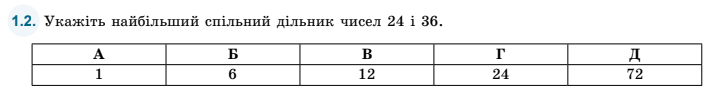 1.2. Укажіть найбільший спільний дільник чисел 24 і 36.
А Б В Г Д
1 6 12 24 72